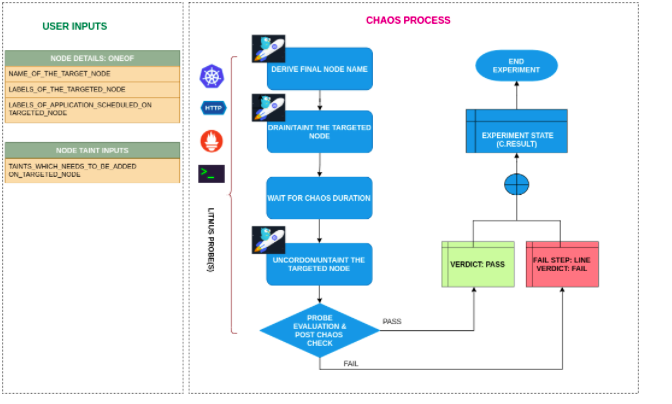 USER INPUTS
NODE DETAILS: ONEOF
NAME_OF_THE_TARGET_NODE
LABELS_OF_THE_TARGETED_NODE
LABELS_OF_APPLICATION_SCHEDULED_ON
TARGETED_NODE
NODE TAINT INPUTS
TAINTS_WHICH_NEEDS_TO_BE_ADDED
ON_TARGETED_NODE
CHAOS PROCESS
HTTP
>_
LITMUS PROBE(S)
DERIVE FINAL NODE NAME
DRAIN/TAINT THE TARGETED
NODE
WAIT FOR CHAOS DURATION
UNCORDON/UNTAINT THE
TARGETED NODE
PROBE
EVALUATION &
POST CHAOS
CHECK
PASS
FAIL
VERDICT: PASS
FAIL STEP: LINE
VERDICT: FAIL
EXPERIMENT STATE
(C.RESULT)
END
EXPERIMENT